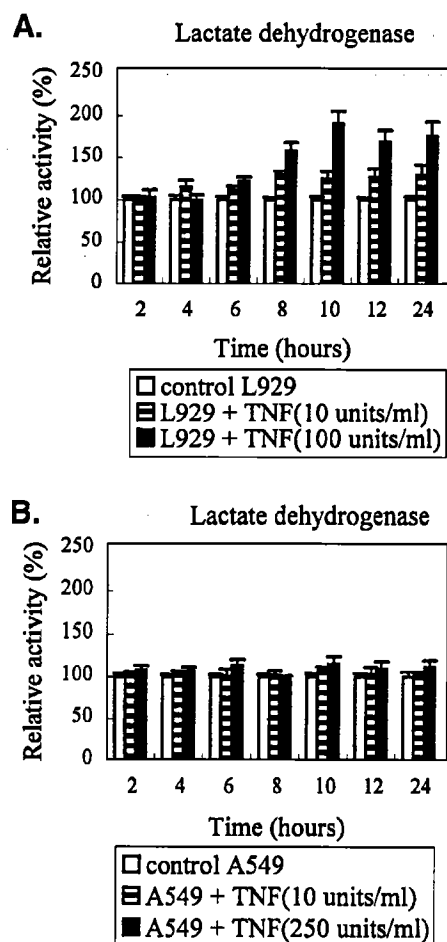 A.
Lactate dehydrogenase
Relative activity (%)
250
200
150
100
50
0
2 4 6 8 10 12 24
Time (hours)
control L929
L929 + TNF(10 units/ml)
L929 + TNF(100 units/ml)
B.
Lactate dehydrogenase
Relative activity (%)
250
200
150
100
50
0
2 4 6 8 10 12 24
Time (hours)
control A549
A549 + TNF(10 units/ml)
A549 + TNF(250 units/ml)